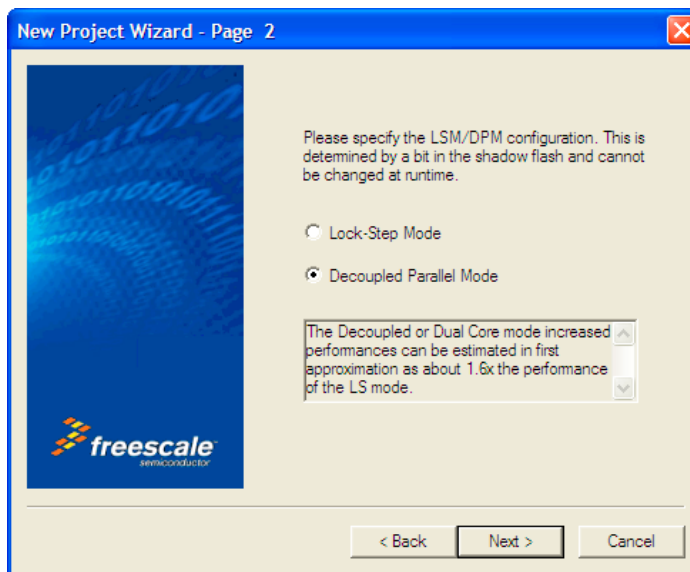 New Project Wizard - Page 2
Please specify the LSM/DPM configuration. This is
determined by a bit in the shadow flash and cannot
be changed at runtime.
Lock-Step Mode
Decoupled Parallel Mode
The Decoupled or Dual Core mode increased
performances can be estimated in first
approximation as about 1.6x the performance
of the LS mode.
freescale
semiconductor
< Back
Next >
Cancel